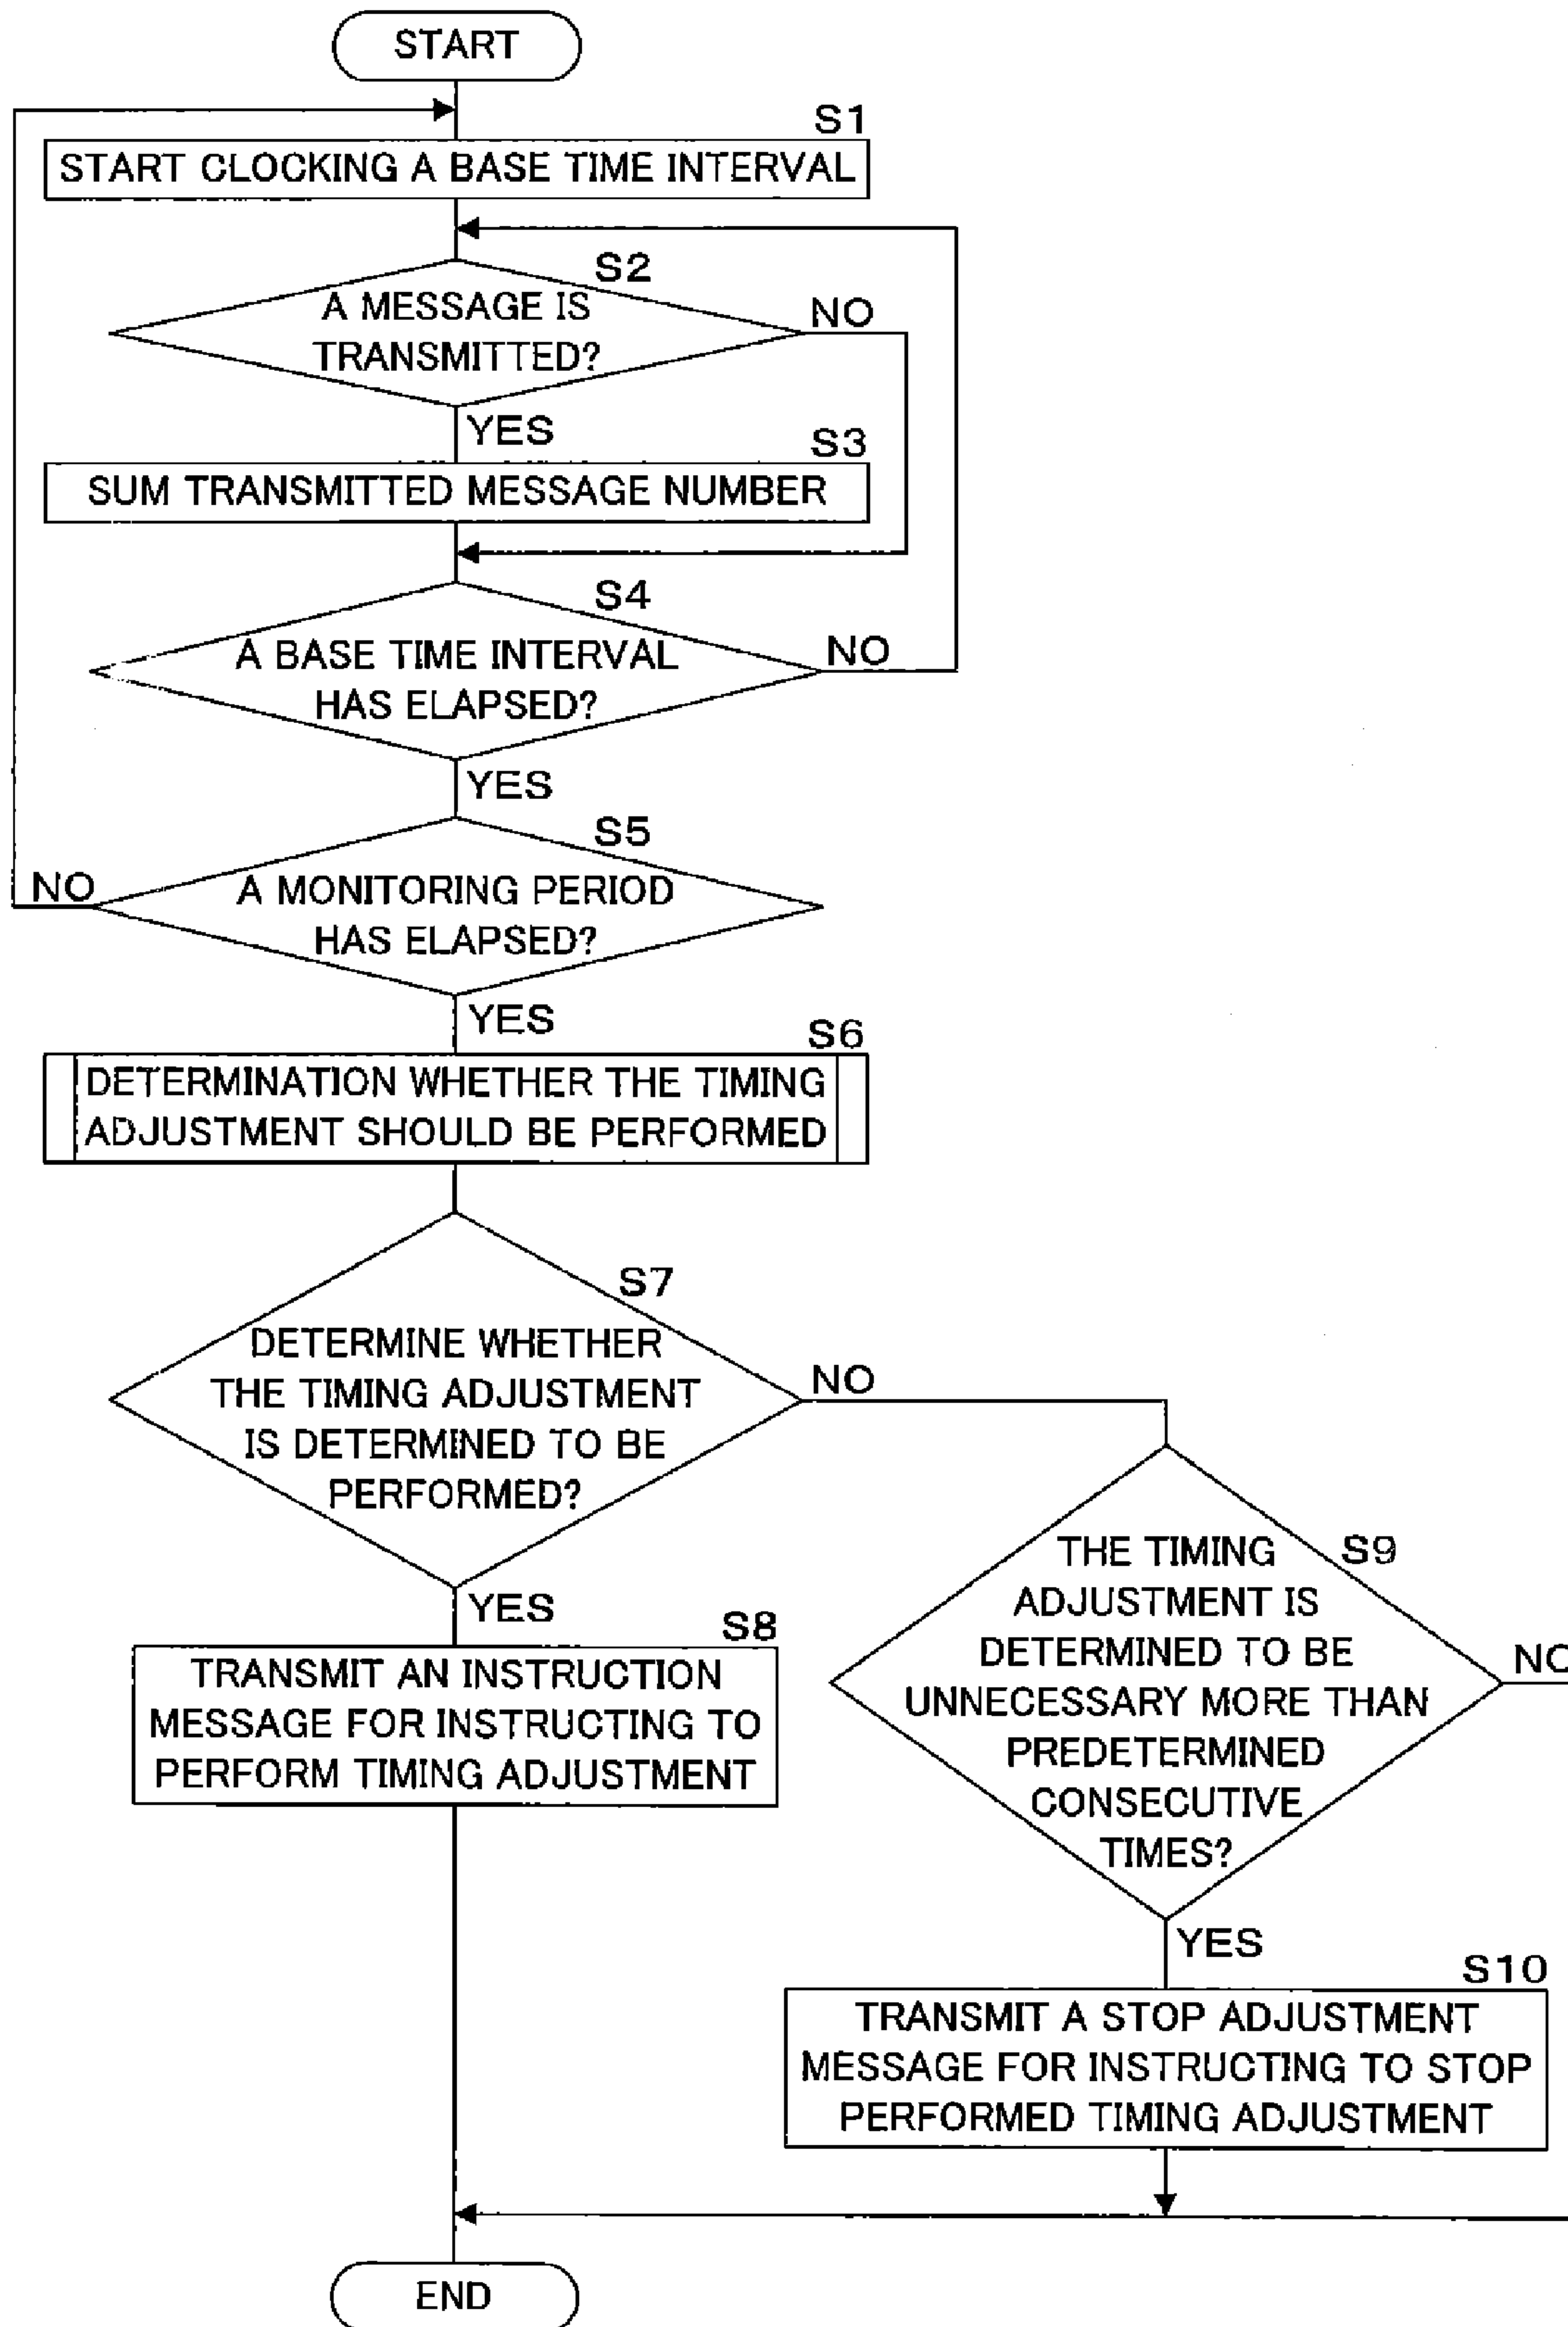 START
S1
START CLOCKING A BASE TIME INTERVAL
S2
A MESSAGE IS
TRANSMITTED?
NO
YES
S3
SUM TRANSMITTED MESSAGE NUMBER
S4
A BASE TIME INTERVAL
HAS ELAPSED?
NO
YES
S5
A MONITORING PERIOD
HAS ELAPSED?
NO
YES
S6
DETERMINATION WHETHER THE TIMING
ADJUSTMENT SHOULD BE PERFORMED
S7
DETERMINE WHETHER
THE TIMING ADJUSTMENT
IS DETERMINED TO BE
PERFORMED?
NO
YES
S8
TRANSMIT AN INSTRUCTION
MESSAGE FOR INSTRUCTING TO
PERFORM TIMING ADJUSTMENT
S9
THE TIMING
ADJUSTMENT IS
DETERMINED TO BE
UNNECESSARY MORE THAN
PREDETERMINED
CONSECUTIVE
TIMES?
NO
YES
S10
TRANSMIT A STOP ADJUSTMENT
MESSAGE FOR INSTRUCTING TO STOP
PERFORMED TIMING ADJUSTMENT
END